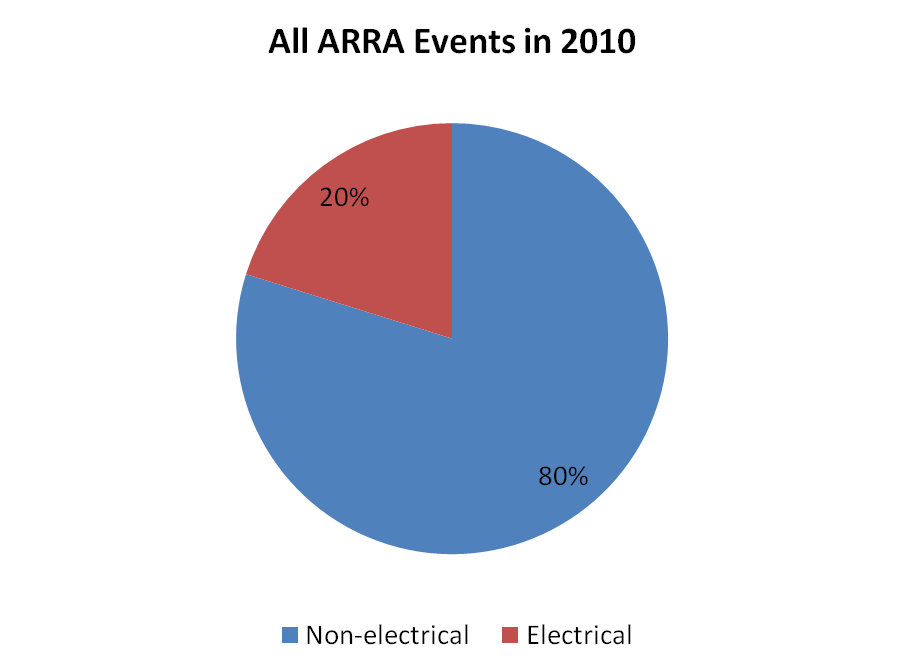 All ARRA Events in 2010
20%
80%
Non-electrical Electrical